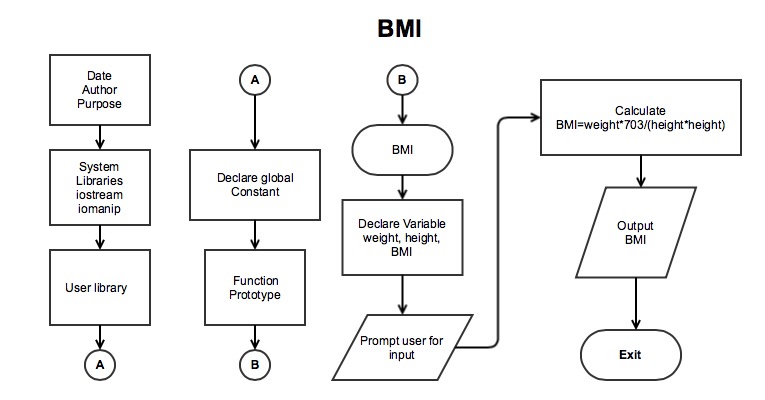 BMI
Date
Author
Purpose
System
Libraries
iostream
iomanip
User library
A
A
Declare global
Constant
Function
Prototype
B
B
BMI
Declare Variable
weight, height,
BMI
Prompt user for
input
Calculate
BMI=weight*703/(height*height)
Output
BMI
Exit